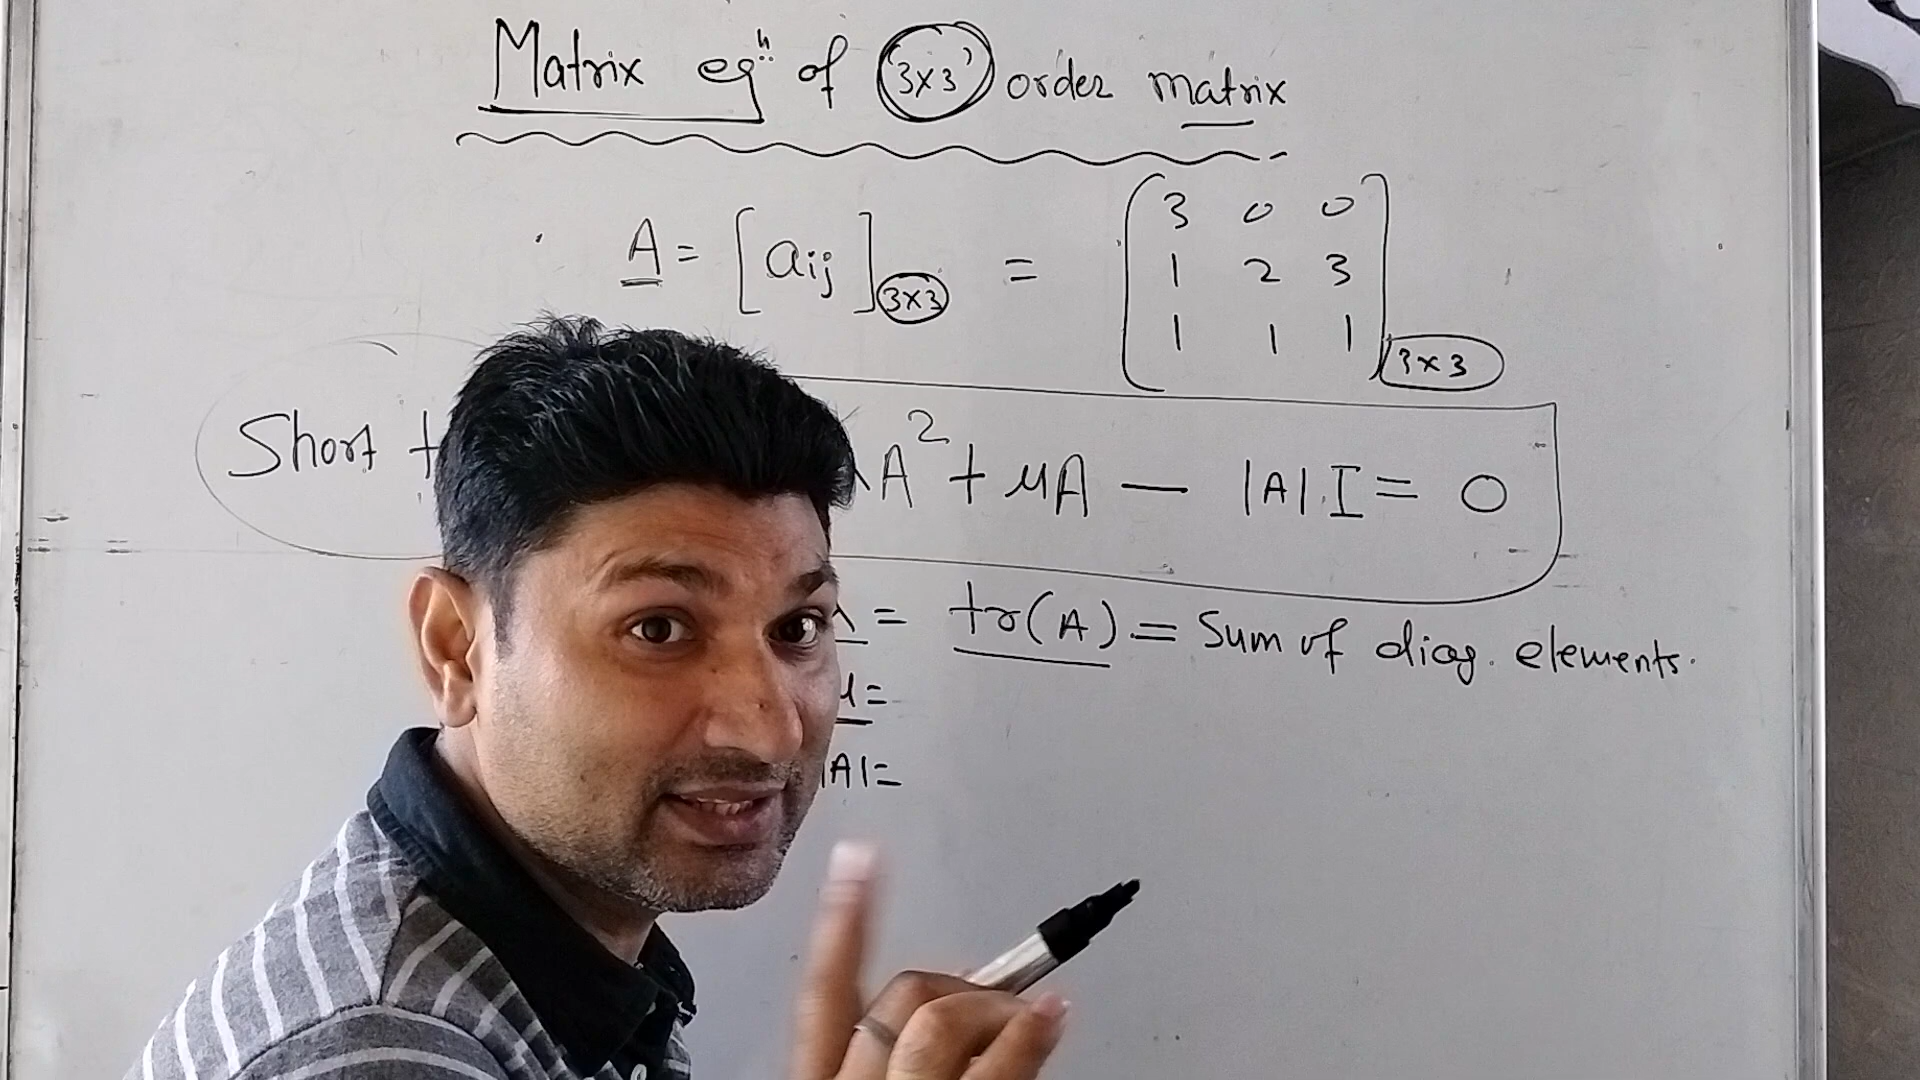 Matrix eqⁿ of 3x3 order matrix
A = [aij]3x3 = [3 0 0
1 2 3
1 1 1]3x3
Short A² + μA - |A|.I = 0
λ = tr(A) = Sum of diag. elements.
μ =
|A| =